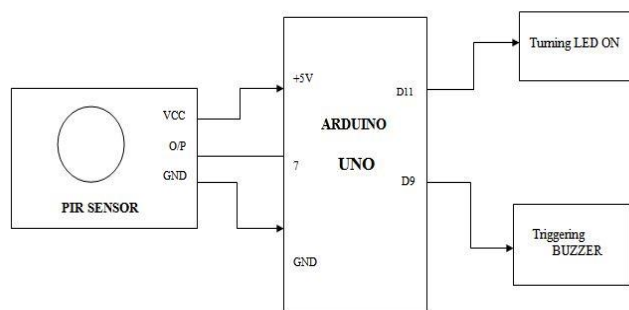 VCC
O/P
GND
PIR SENSOR
+5V
7
GND
ARDUINO
UNO
D11
D9
Turning LED ON
Triggering
BUZZER